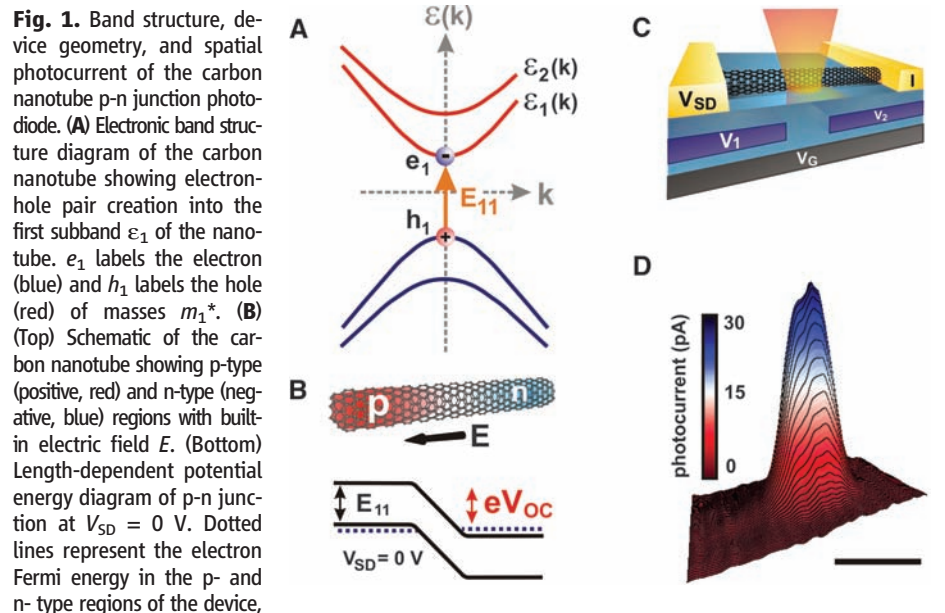 Fig. 1. Band structure, de-
vice geometry, and spatial
photocurrent of the carbon
nanotube p-n junction photo-
diode. (A) Electronic band struc-
ture diagram of the carbon
nanotube showing electron-
hole pair creation into the
first subband ε₁ of the nano-
tube. e₁ labels the electron
(blue) and h₁ labels the hole
(red) of masses m₁*. (B)
(Top) Schematic of the car-
bon nanotube showing p-type
(positive, red) and n-type (neg-
ative, blue) regions with built-
in electric field E. (Bottom)
Length-dependent potential
energy diagram of p-n junc-
tion at V_SD = 0 V. Dotted
lines represent the electron
Fermi energy in the p- and
n- type regions of the device,
A
ε(k)
ε₂(k)
ε₁(k)
e₁
-
k
E₁₁
h₁
+
B
p
n
E
E₁₁
eV_OC
V_SD = 0 V
C
V_SD
I
V₁
V₂
V_G
D
photocurrent (pA)
30
15
0